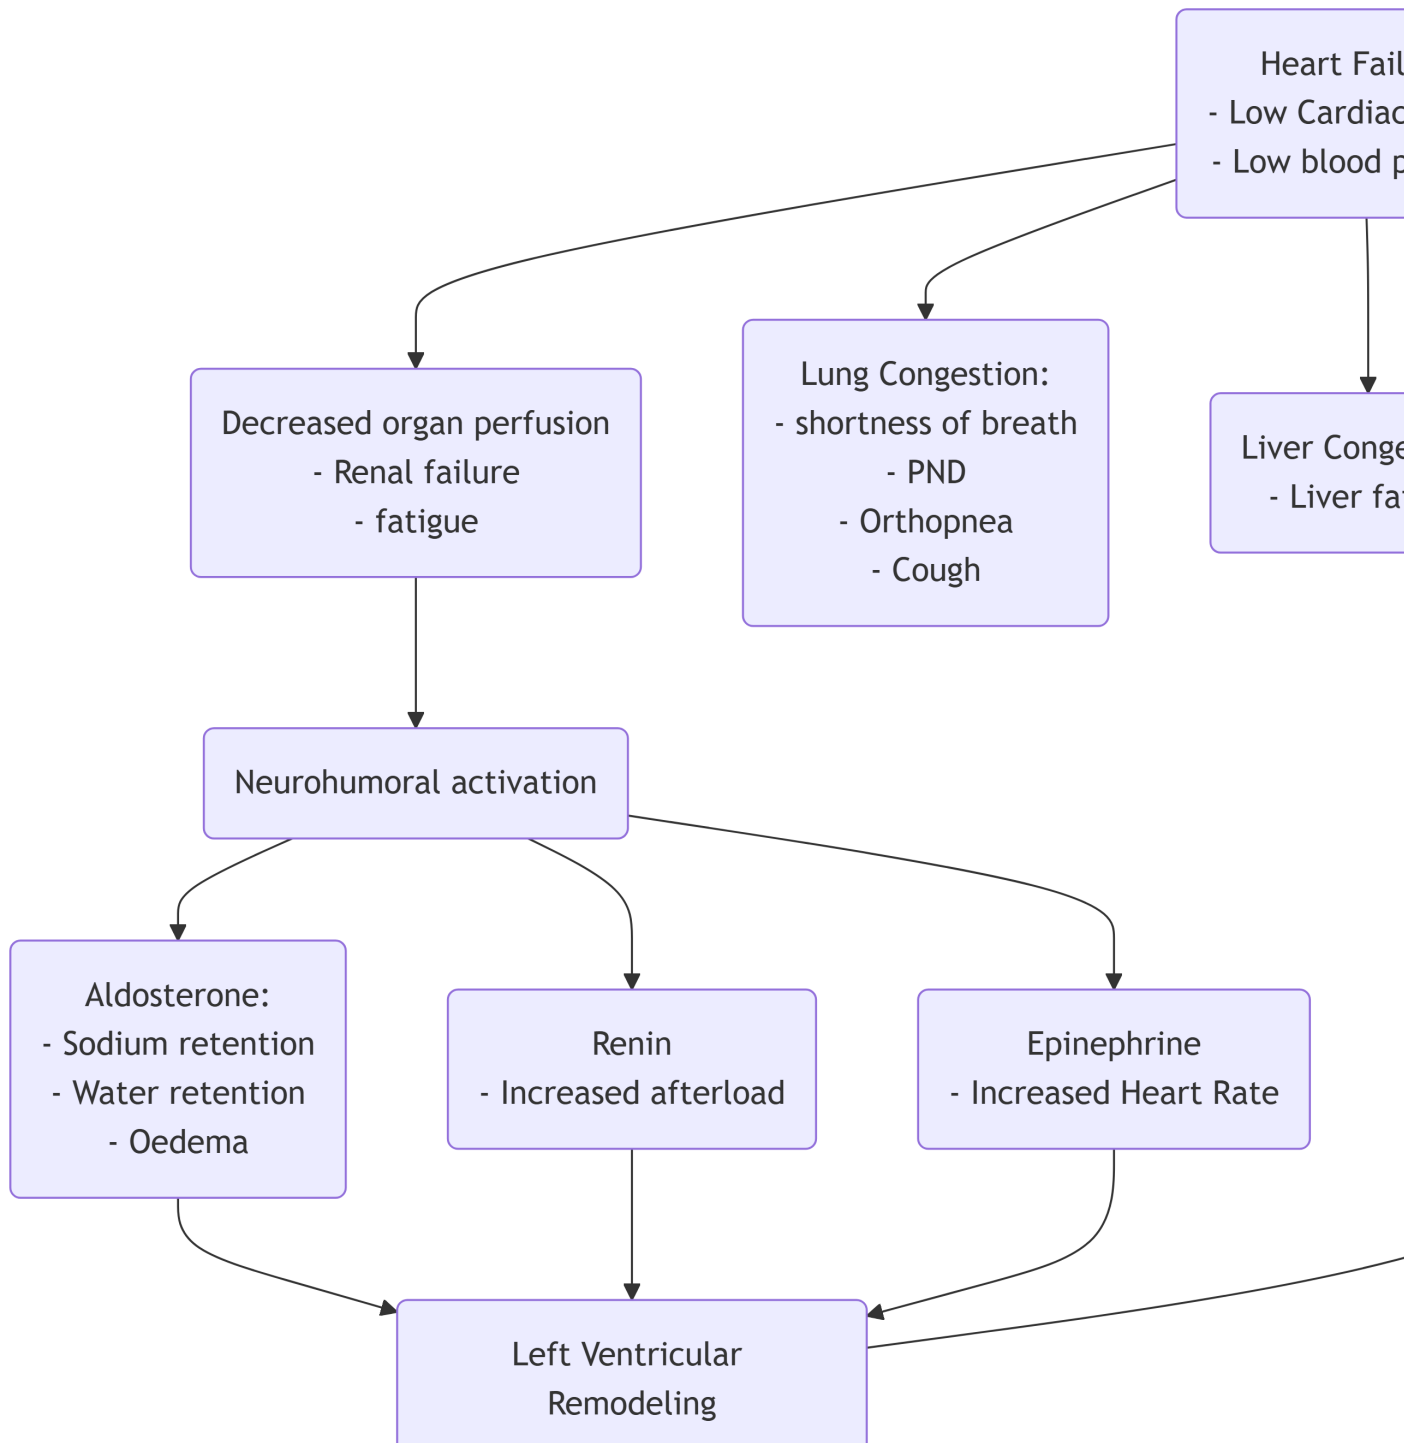 Heart Fail
- Low Cardiac
- Low blood p
Decreased organ perfusion
- Renal failure
- fatigue
Lung Congestion:
- shortness of breath
- PND
- Orthopnea
- Cough
Liver Conge
- Liver fai
Neurohumoral activation
Aldosterone:
- Sodium retention
- Water retention
- Oedema
Renin
- Increased afterload
Epinephrine
- Increased Heart Rate
Left Ventricular
Remodeling